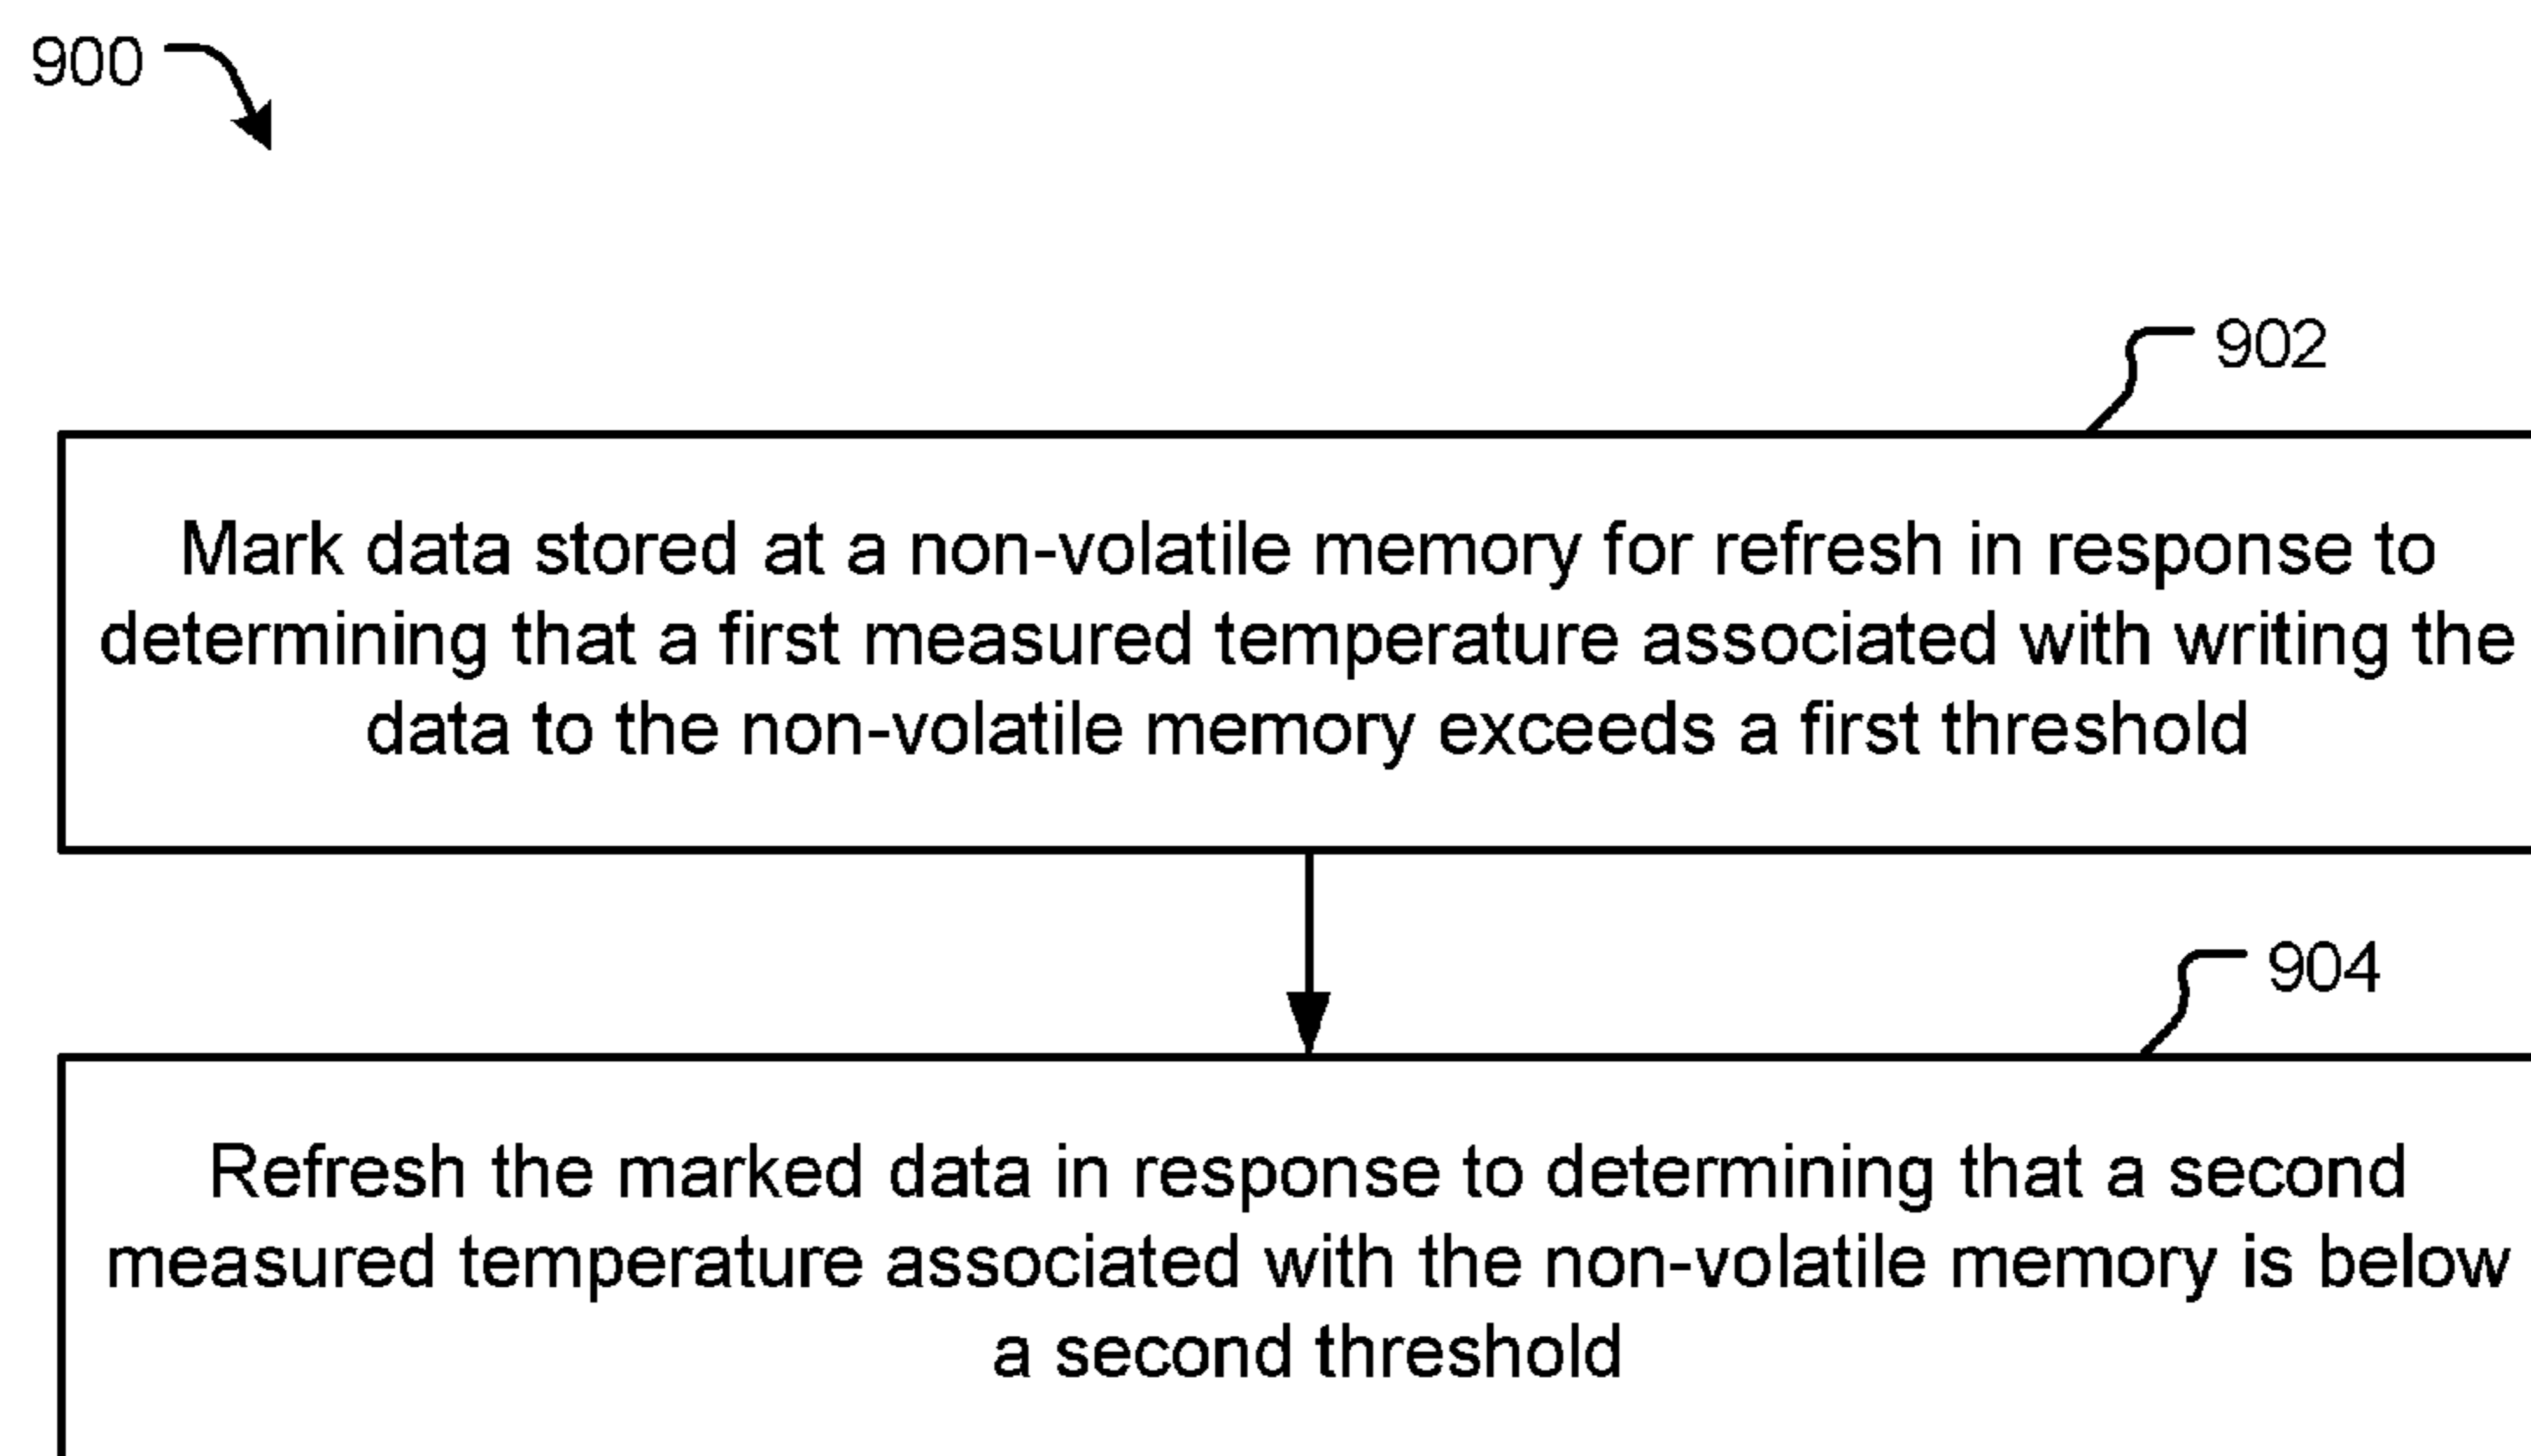 900
902
Mark data stored at a non-volatile memory for refresh in response to
determining that a first measured temperature associated with writing the
data to the non-volatile memory exceeds a first threshold
904
Refresh the marked data in response to determining that a second
measured temperature associated with the non-volatile memory is below
a second threshold